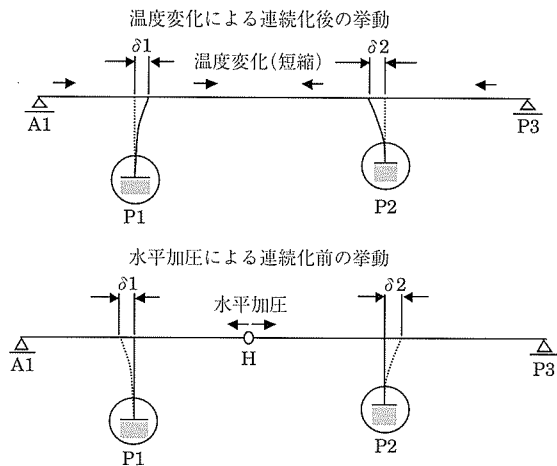 温度変化による連続化後の挙動
δ1
δ2
温度変化(短縮)
A1
P3
P1
P2
水平加圧による連続化前の挙動
δ1
δ2
水平加圧
A1
H
P3
P1
P2